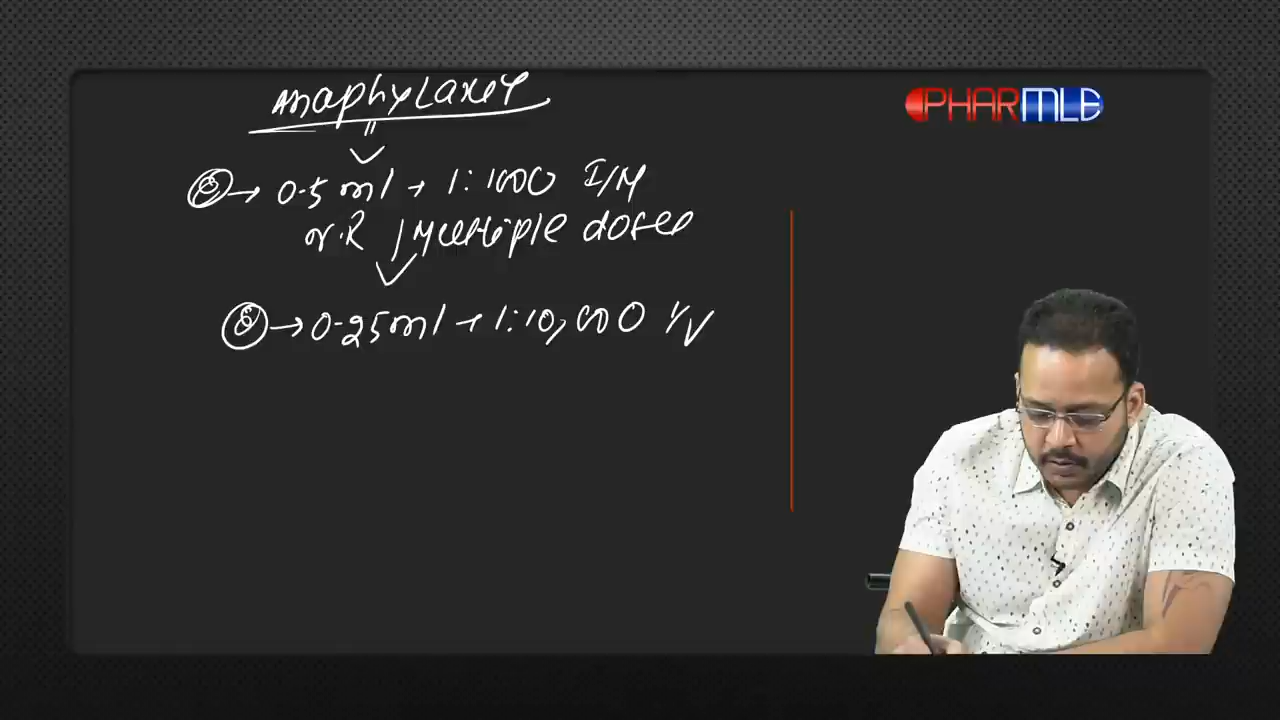 Anaphylaxis
PHARMLE
Ⓔ → 0.5 ml + 1:1000 I/M
or.R / Multiple doses
Ⓔ → 0.25 ml + 1:10,000 I/V